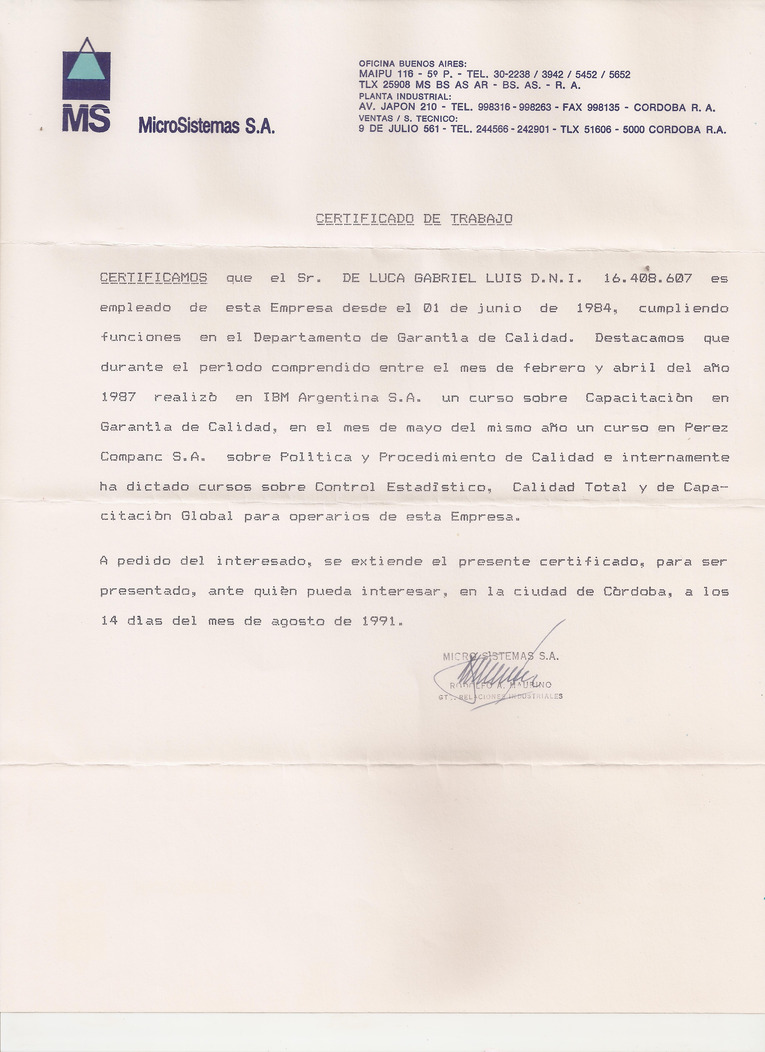 MS
MicroSistemas S.A.
OFICINA BUENOS AIRES:
MAIPU 116 - 5º P. - TEL. 30-2238 / 3942 / 5452 / 5652
TLX 25908 MS BS AS AR - BS. AS. - R. A.
PLANTA INDUSTRIAL:
AV. JAPON 210 - TEL. 998316 - 998263 - FAX 998135 - CORDOBA R. A.
VENTAS / S. TECNICO:
9 DE JULIO 561 - TEL. 244566 - 242901 - TLX 51606 - 5000 CORDOBA R.A.
CERTIFICADO DE TRABAJO
CERTIFICAMOS que el Sr. DE LUCA GABRIEL LUIS D.N.I. 16.408.607 es
empleado de esta Empresa desde el 01 de junio de 1984, cumpliendo
funciones en el Departamento de Garantìa de Calidad. Destacamos que
durante el perìodo comprendido entre el mes de febrero y abril del año
1987 realizò en IBM Argentina S.A. un curso sobre Capacitaciòn en
Garantìa de Calidad, en el mes de mayo del mismo año un curso en Perez
Companc S.A. sobre Polìtica y Procedimiento de Calidad e internamente
ha dictado cursos sobre Control Estadístico, Calidad Total y de Capa-
citaciòn Global para operarios de esta Empresa.
A pedido del interesado, se extiende el presente certificado, para ser
presentado, ante quièn pueda interesar, en la ciudad de Còrdoba, a los
14 dìas del mes de agosto de 1991.
MICRO SISTEMAS S.A.
RODOLFO A. MAURINO
GTE. RELACIONES INDUSTRIALES